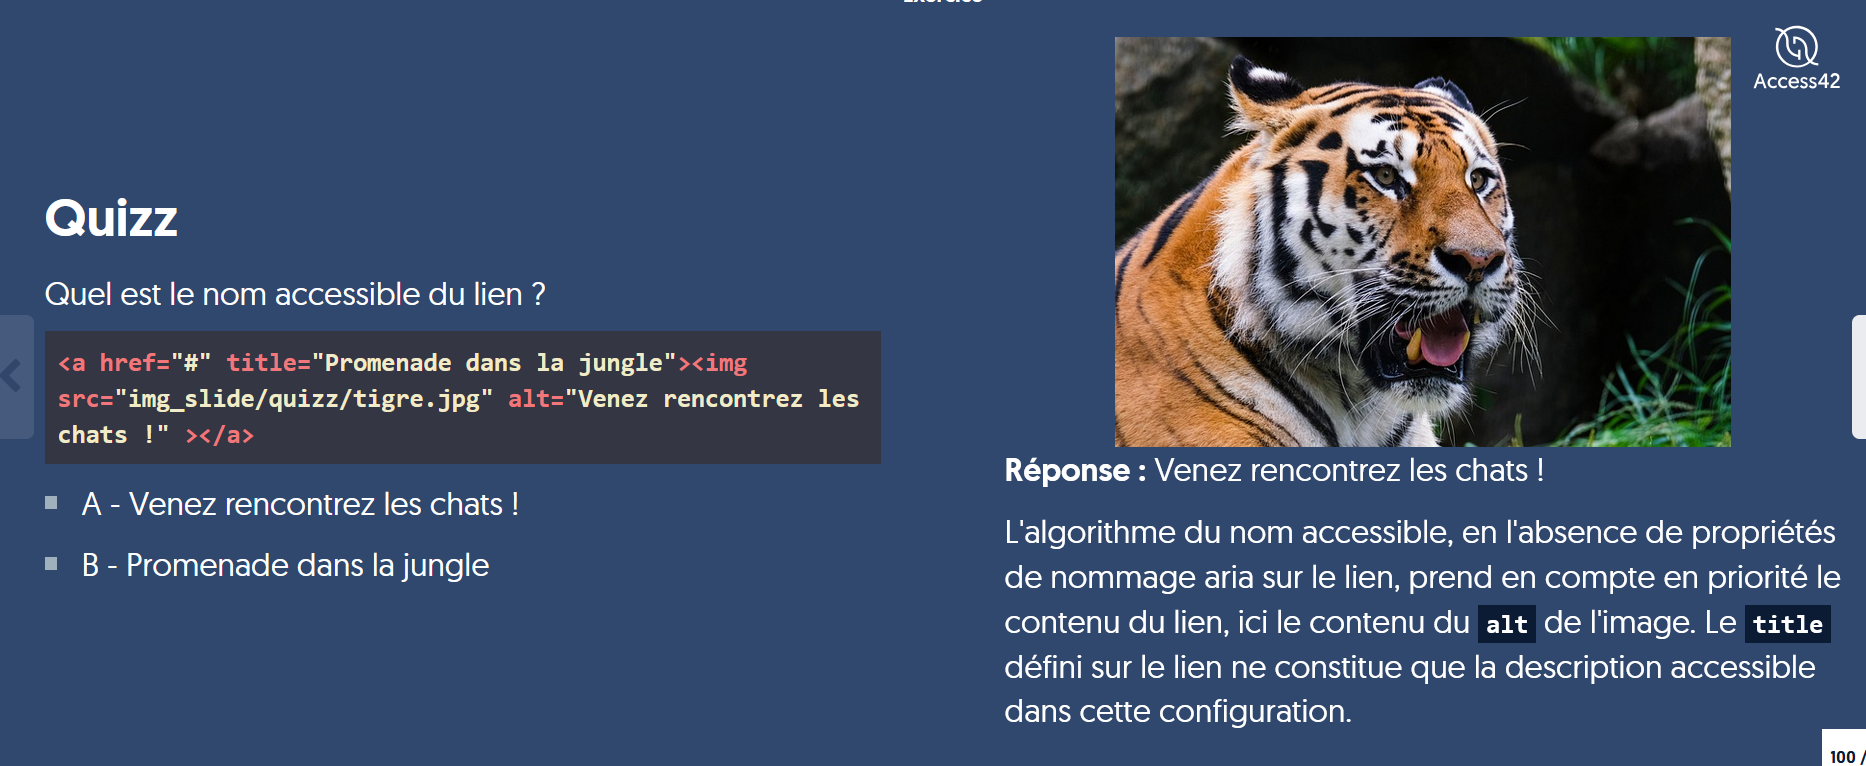 Exercice
Access42
Quizz
Quel est le nom accessible du lien ?
<a href="#" title="Promenade dans la jungle"><img
src="img_slide/quizz/tigre.jpg" alt="Venez rencontrez les
chats !" ></a>
A - Venez rencontrez les chats !
B - Promenade dans la jungle
Réponse : Venez rencontrez les chats !
L'algorithme du nom accessible, en l'absence de propriétés
de nommage aria sur le lien, prend en compte en priorité le
contenu du lien, ici le contenu du alt de l'image. Le title
défini sur le lien ne constitue que la description accessible
dans cette configuration.
100 /